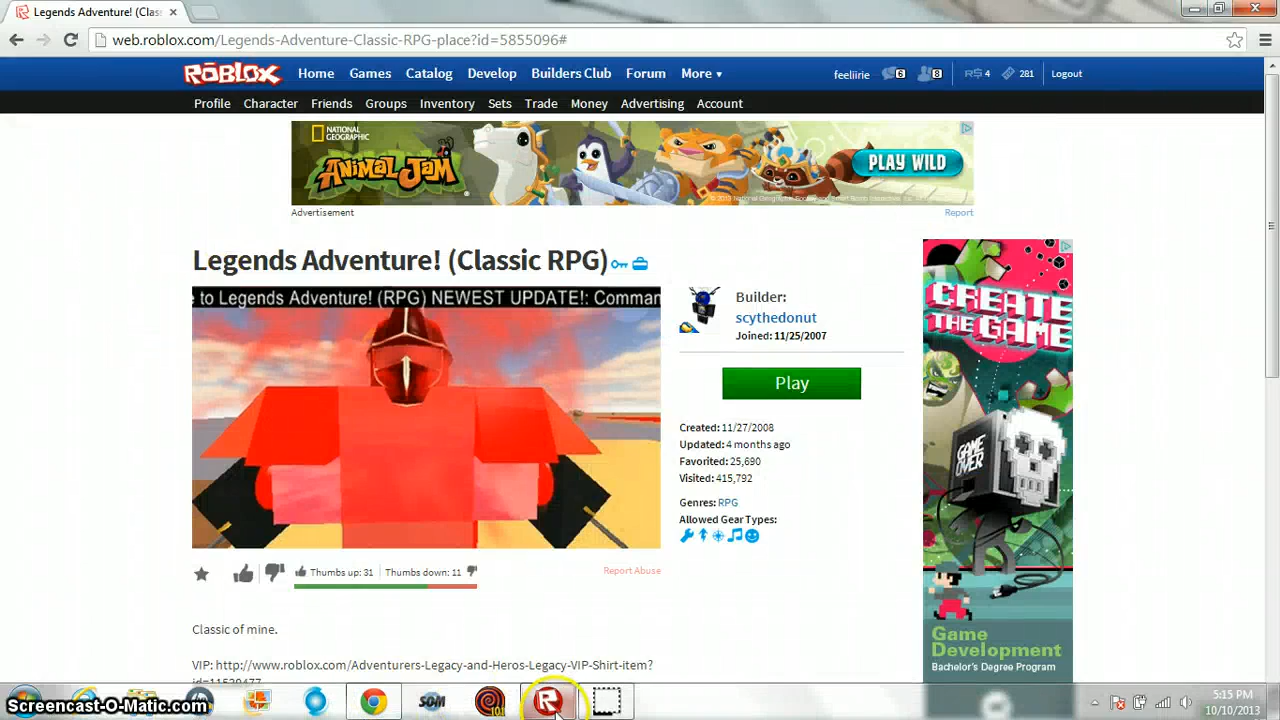 Legends Adventure! (Clas
web.roblox.com/Legends-Adventure-Classic-RPG-place?id=5855096#
ROBLOX Home Games Catalog Develop Builders Club Forum More feeliirie 6 8 R$ 4 281 Logout
Profile Character Friends Groups Inventory Sets Trade Money Advertising Account
NATIONAL GEOGRAPHIC
ANIMAL JAM
PLAY WILD
Advertisement Report
Legends Adventure! (Classic RPG)
e to Legends Adventure! (RPG) NEWEST UPDATE!: Comman
Builder:
scythedonut
Joined: 11/25/2007
Play
Created: 11/27/2008
Updated: 4 months ago
Favorited: 25,690
Visited: 415,792
Genres: RPG
Allowed Gear Types:
Thumbs up: 31 Thumbs down: 11
Report Abuse
Classic of mine.
VIP: http://www.roblox.com/Adventurers-Legacy-and-Heros-Legacy-VIP-Shirt-item?
id=11539477
CREATE
THE GAME
GAME
OVER
Game
Development
Bachelor's Degree Program
Screencast-O-Matic.com
SOM
101
R
5:15 PM
10/10/2013